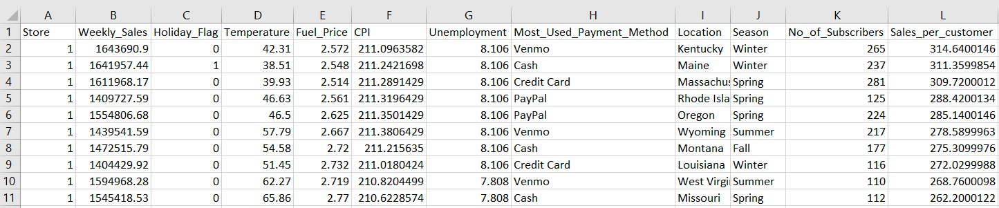 A B C D E F G H I J K L
1 Store Weekly_Sales Holiday_Flag Temperature Fuel_Price CPI Unemployment Most_Used_Payment_Method Location Season No_of_Subscribers Sales_per_customer
2 1 1643690.9 0 42.31 2.572 211.0963582 8.106 Venmo Kentucky Winter 265 314.6400146
3 1 1641957.44 1 38.51 2.548 211.2421698 8.106 Cash Maine Winter 237 311.3599854
4 1 1611968.17 0 39.93 2.514 211.2891429 8.106 Credit Card Massachus Spring 281 309.7200012
5 1 1409727.59 0 46.63 2.561 211.3196429 8.106 PayPal Rhode Isla Spring 125 288.4200134
6 1 1554806.68 0 46.5 2.625 211.3501429 8.106 PayPal Oregon Spring 224 285.1400146
7 1 1439541.59 0 57.79 2.667 211.3806429 8.106 Venmo Wyoming Summer 217 278.5899963
8 1 1472515.79 0 54.58 2.72 211.215635 8.106 Cash Montana Fall 177 275.3099976
9 1 1404429.92 0 51.45 2.732 211.0180424 8.106 Credit Card Louisiana Winter 116 272.0299988
10 1 1594968.28 0 62.27 2.719 210.8204499 7.808 Venmo West Virgi Summer 110 268.7600098
11 1 1545418.53 0 65.86 2.77 210.6228574 7.808 Cash Missouri Spring 112 262.2000122